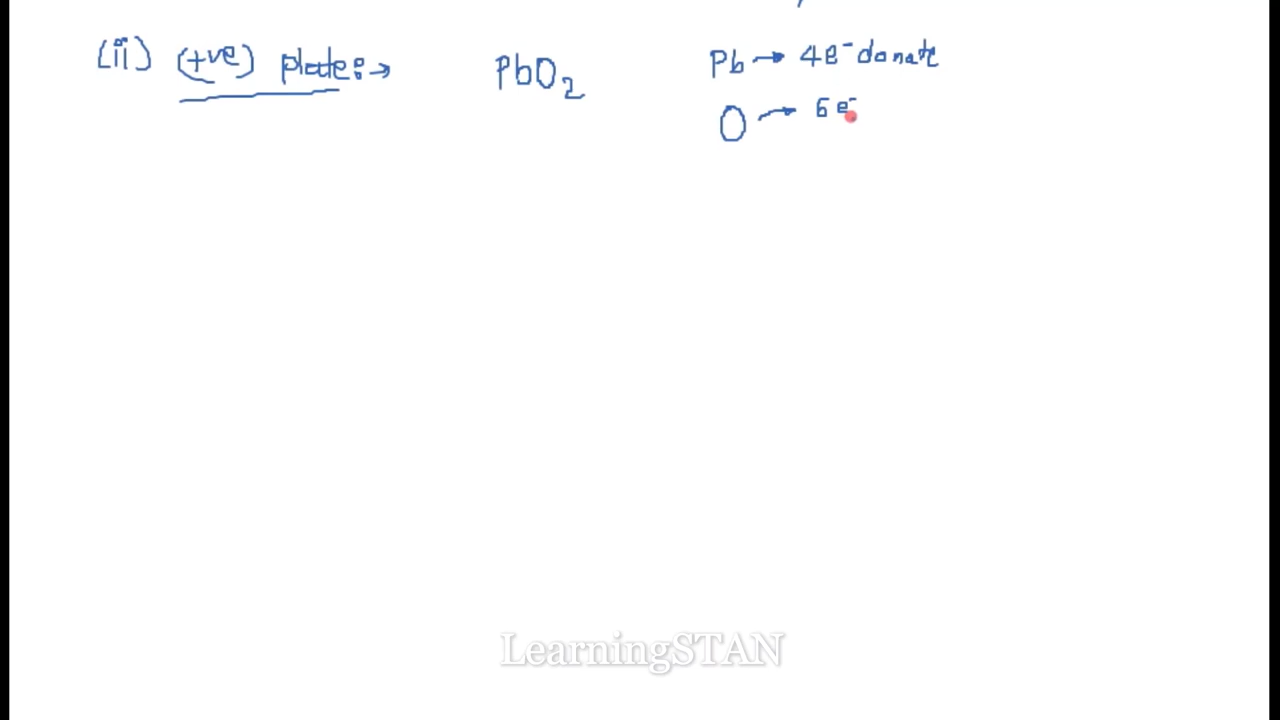 (ii) (+ve) plate:→ PbO₂ Pb → 4e⁻ donate
O → 6e⁻
LearningSTAN